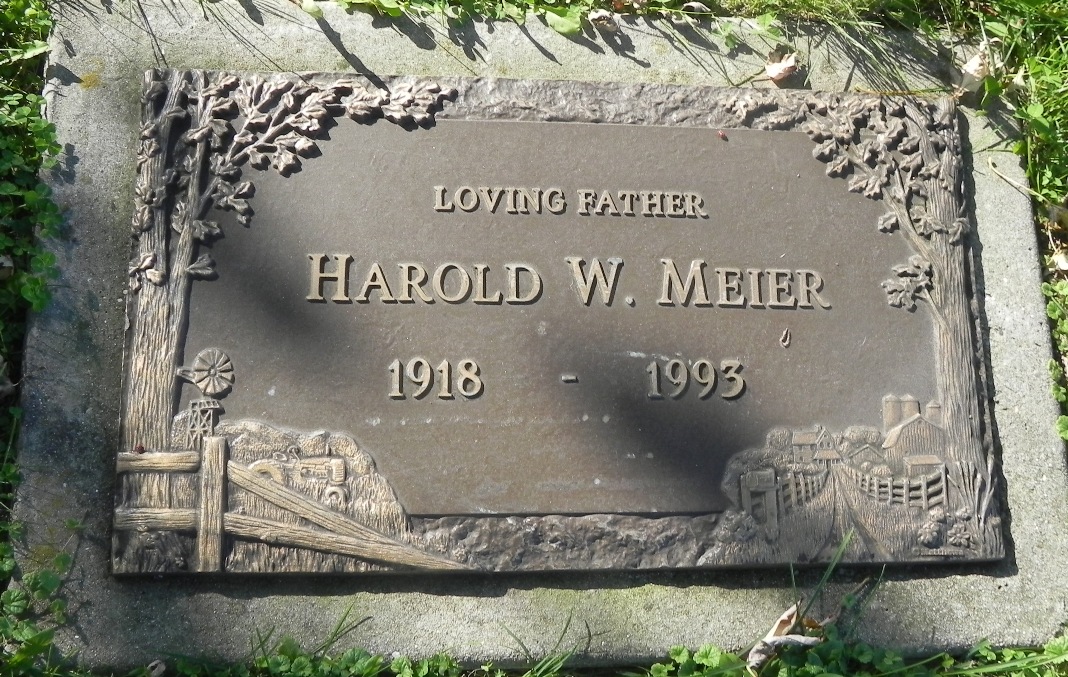 LOVING FATHER
HAROLD W. MEIER
1918 - 1993